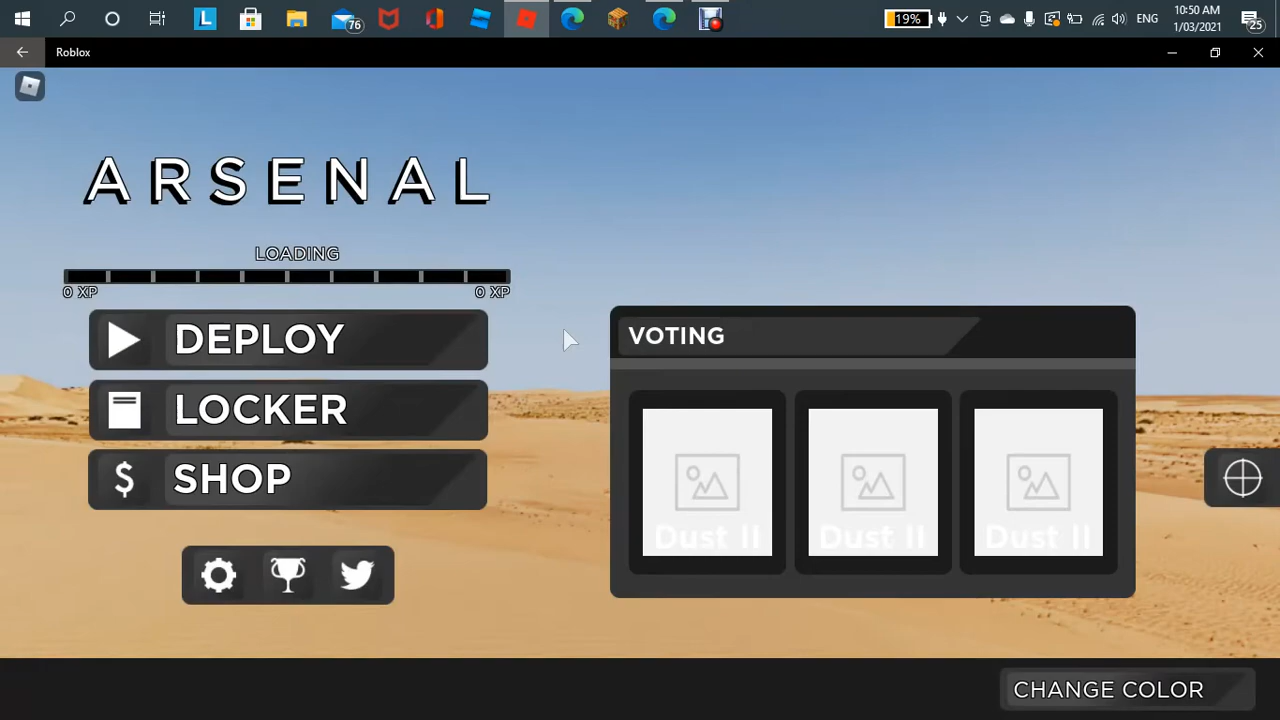 76
19%
ENG
10:50 AM
1/03/2021
25
L
Roblox
ARSENAL
LOADING
0 XP
0 XP
DEPLOY
LOCKER
$ SHOP
VOTING
Dust II
Dust II
Dust II
CHANGE COLOR